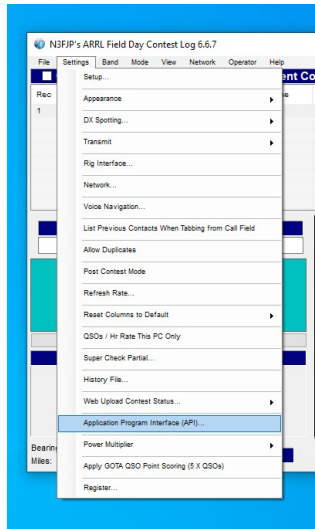 N3FJP's ARRL Field Day Contest Log 6.6.7
File Settings Band Mode View Network Operator Help
Setup...
ent Co
Rec
Appearance
1
DX Spotting...
Transmit
Rig Interface...
Network...
Voice Navigation...
List Previous Contacts When Tabbing from Call Field
Allow Duplicates
Post Contest Mode
Refresh Rate...
Reset Columns to Default
QSOs / Hr Rate This PC Only
Super Check Partial...
History File...
Web Upload Contest Status...
Application Program Interface (API)...
Power Multiplier
Bearin
Miles:
Apply GOTA QSO Point Scoring (5 X QSOs)
Register...